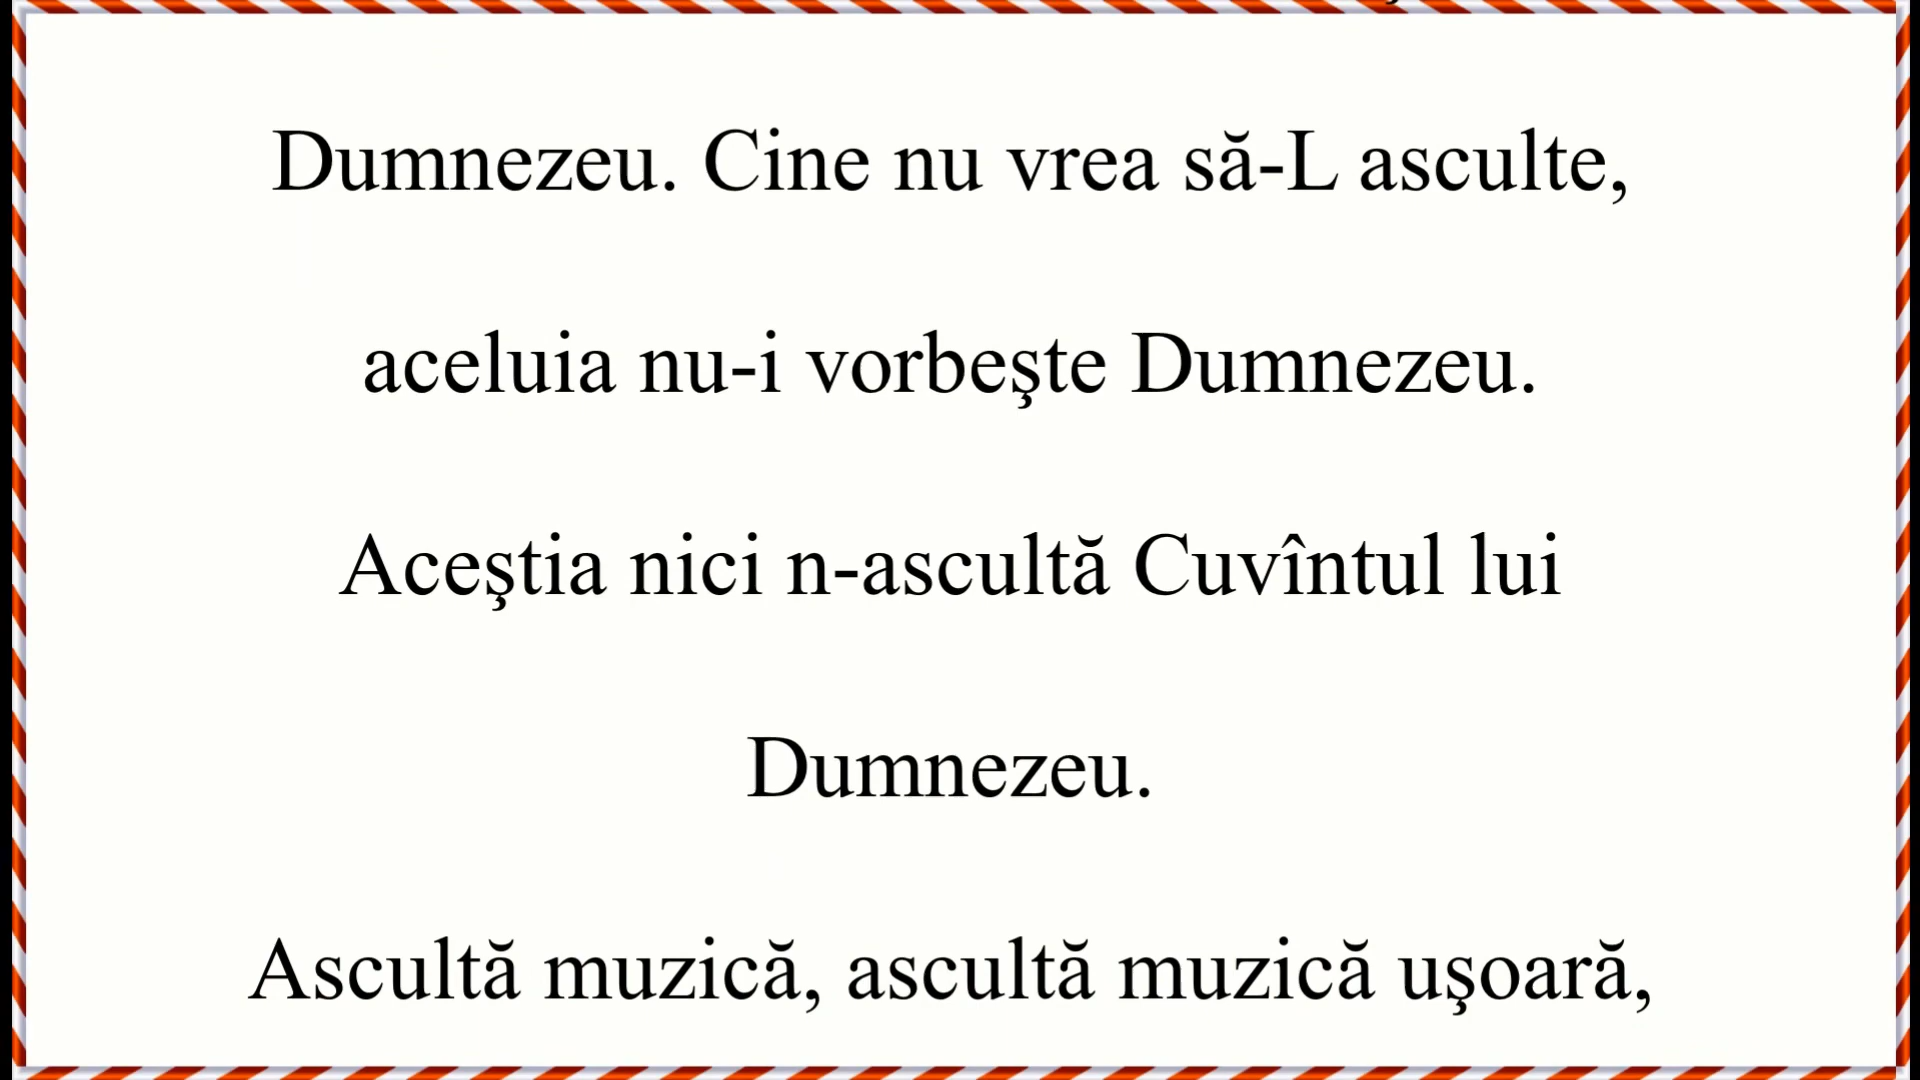 Dumnezeu. Cine nu vrea să-L asculte,
aceluia nu-i vorbeşte Dumnezeu.
Aceştia nici n-ascultă Cuvîntul lui
Dumnezeu.
Ascultă muzică, ascultă muzică uşoară,